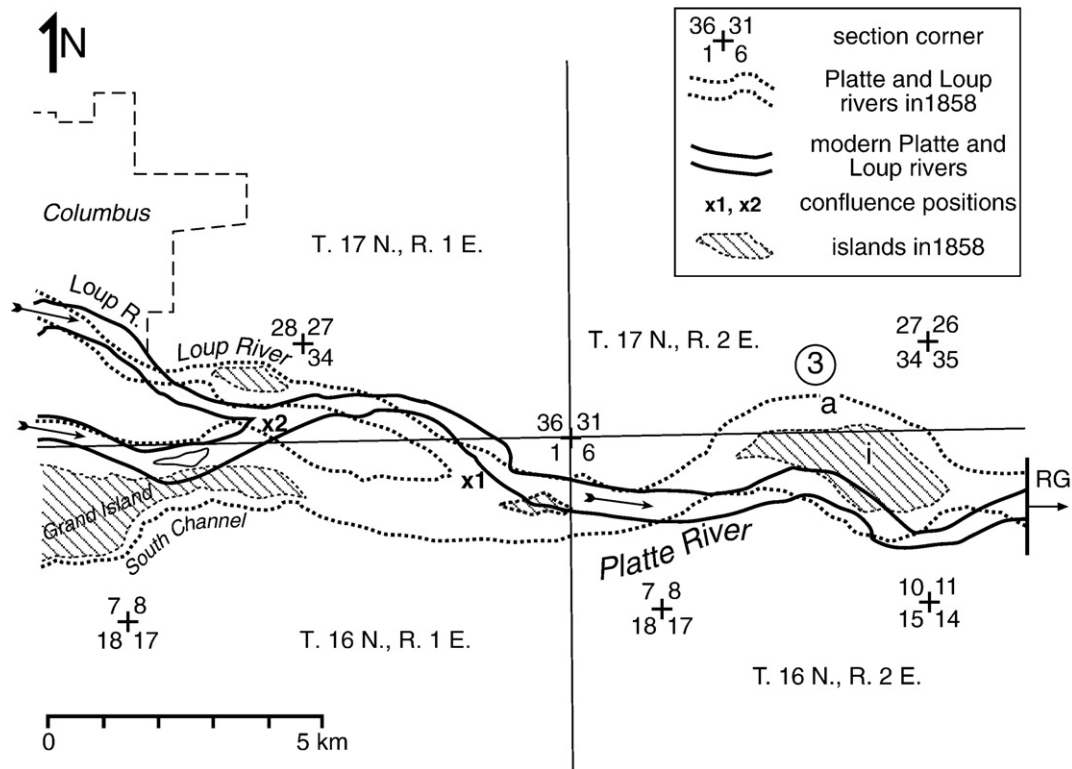 N
36 31
1 6
section corner
Platte and Loup
rivers in1858
modern Platte and
Loup rivers
x1, x2
confluence positions
islands in1858
Columbus
T. 17 N., R. 1 E.
Loup R.
Loup River
28 27
34
T. 17 N., R. 2 E.
27 26
34 35
3
a
x2
36 31
1 6
i
x1
RG
Grand Island
South Channel
Platte River
7 8
18 17
7 8
18 17
10 11
15 14
T. 16 N., R. 1 E.
T. 16 N., R. 2 E.
0
5 km